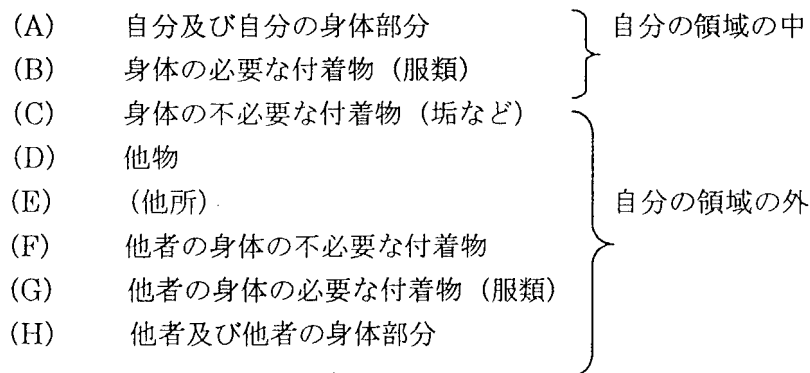 (A) 自分及び自分の身体部分 自分の領域の中
(B) 身体の必要な付着物（服類）
(C) 身体の不必要な付着物（垢など）
(D) 他物
(E) （他所） 自分の領域の外
(F) 他者の身体の不必要な付着物
(G) 他者の身体の必要な付着物（服類）
(H) 他者及び他者の身体部分